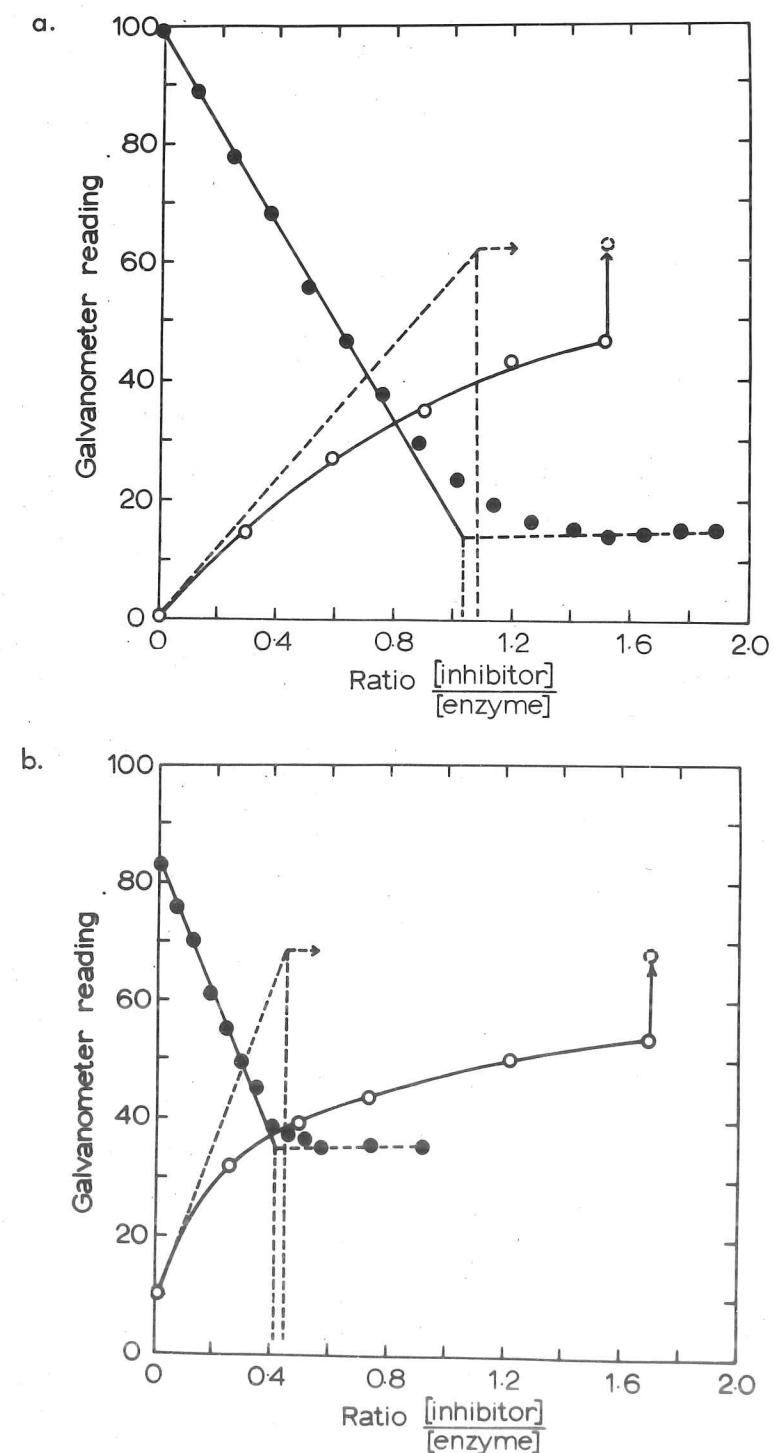 a.
100
80
60
40
20
0
Galvanometer reading
0 0·4 0·8 1·2 1·6 2·0
Ratio [inhibitor]
[enzyme]
b.
100
80
60
40
20
0
Galvanometer reading
0 0·4 0·8 1·2 1·6 2·0
Ratio [inhibitor]
[enzyme]